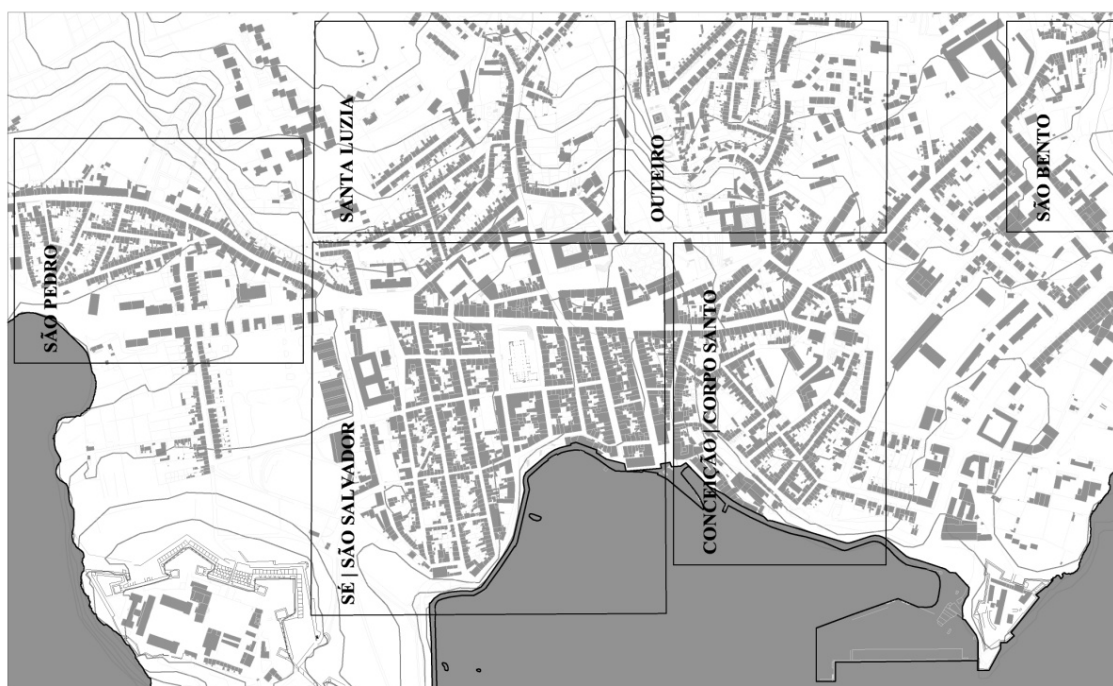 SÃO PEDRO
SANTA LUZIA
OUTEIRO
SÃO BENTO
SÉ | SÃO SALVADOR
CONCEIÇÃO | CORPO SANTO